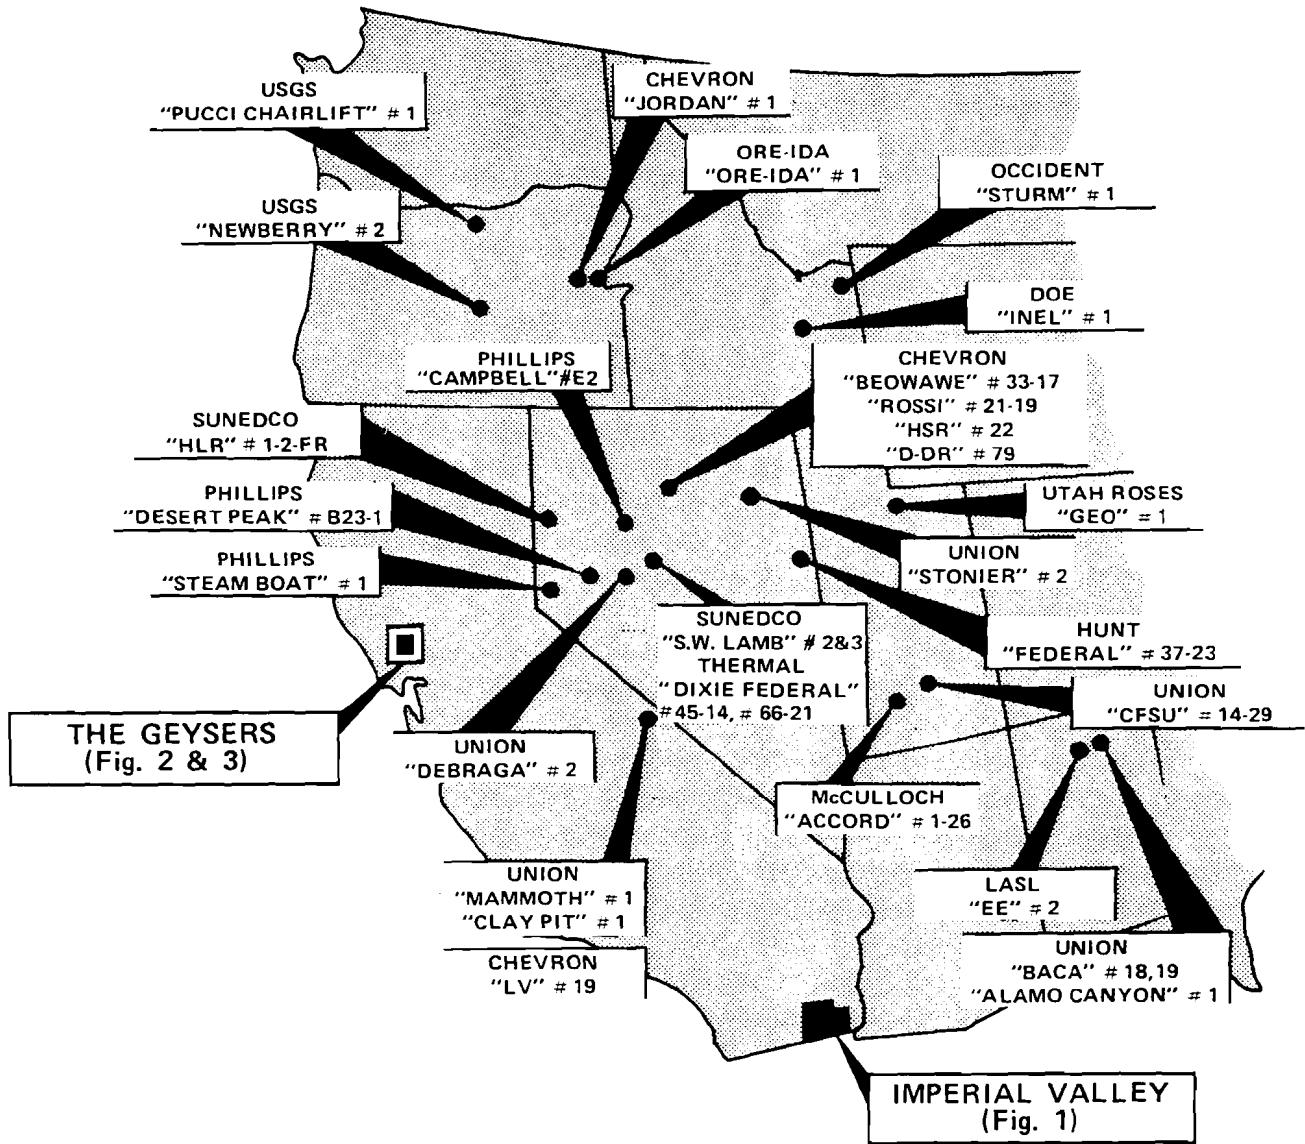 USGS
"PUCCI CHAIRLIFT" # 1
CHEVRON
"JORDAN" # 1
ORE-IDA
"ORE-IDA" # 1
OCCIDENT
"STURM" # 1
USGS
"NEWBERRY" # 2
DOE
"INEL" # 1
PHILLIPS
"CAMPBELL"#E2
CHEVRON
"BEOWAWE" # 33-17
"ROSSI" # 21-19
"HSR" # 22
"D-DR" # 79
SUNEDCO
"HLR" # 1-2-FR
PHILLIPS
"DESERT PEAK" # B23-1
UTAH ROSES
"GEO" = 1
PHILLIPS
"STEAM BOAT" # 1
UNION
"STONIER" # 2
SUNEDCO
"S.W. LAMB" # 2&3
THERMAL
"DIXIE FEDERAL"
# 45-14, # 66-21
HUNT
"FEDERAL" # 37-23
UNION
"CFSU" # 14-29
THE GEYSERS
(Fig. 2 & 3)
UNION
"DEBRAGA" # 2
McCULLOCH
"ACCORD" # 1-26
UNION
"MAMMOTH" # 1
"CLAY PIT" # 1
LASL
"EE" # 2
CHEVRON
"LV" # 19
UNION
"BACA" # 18,19
"ALAMO CANYON" # 1
IMPERIAL VALLEY
(Fig. 1)